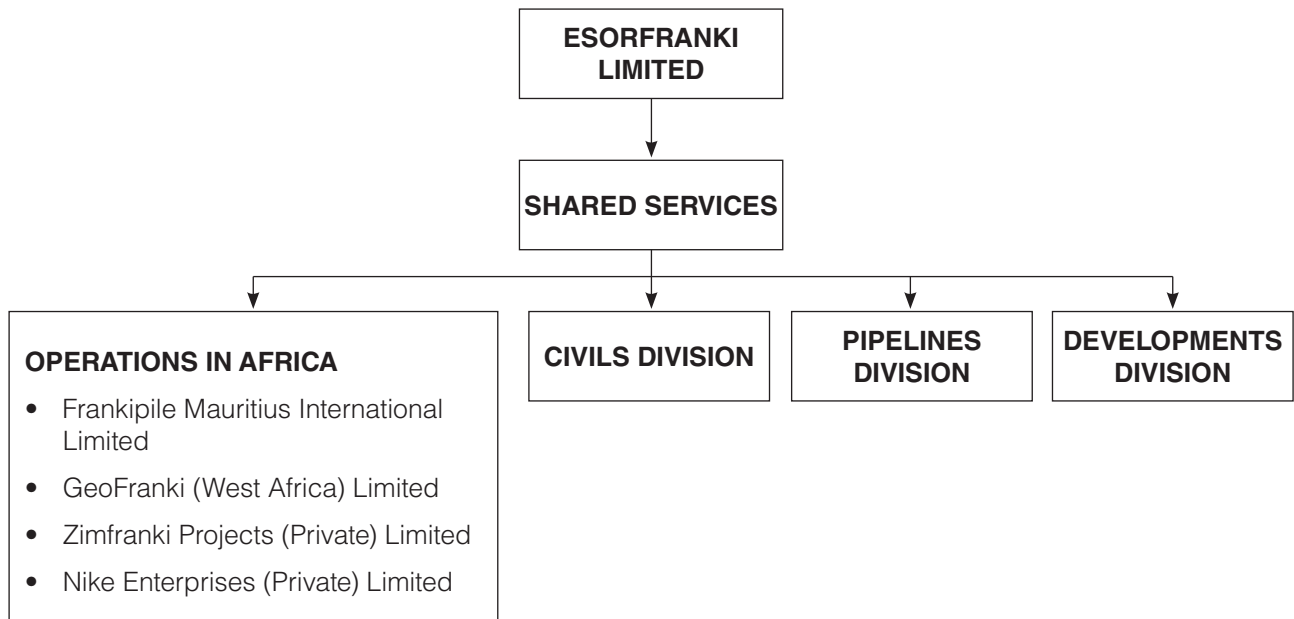 ESORFRANKI
LIMITED
SHARED SERVICES
OPERATIONS IN AFRICA
• Frankipile Mauritius International
Limited
• GeoFranki (West Africa) Limited
• Zimfranki Projects (Private) Limited
• Nike Enterprises (Private) Limited
CIVILS DIVISION
PIPELINES
DIVISION
DEVELOPMENTS
DIVISION